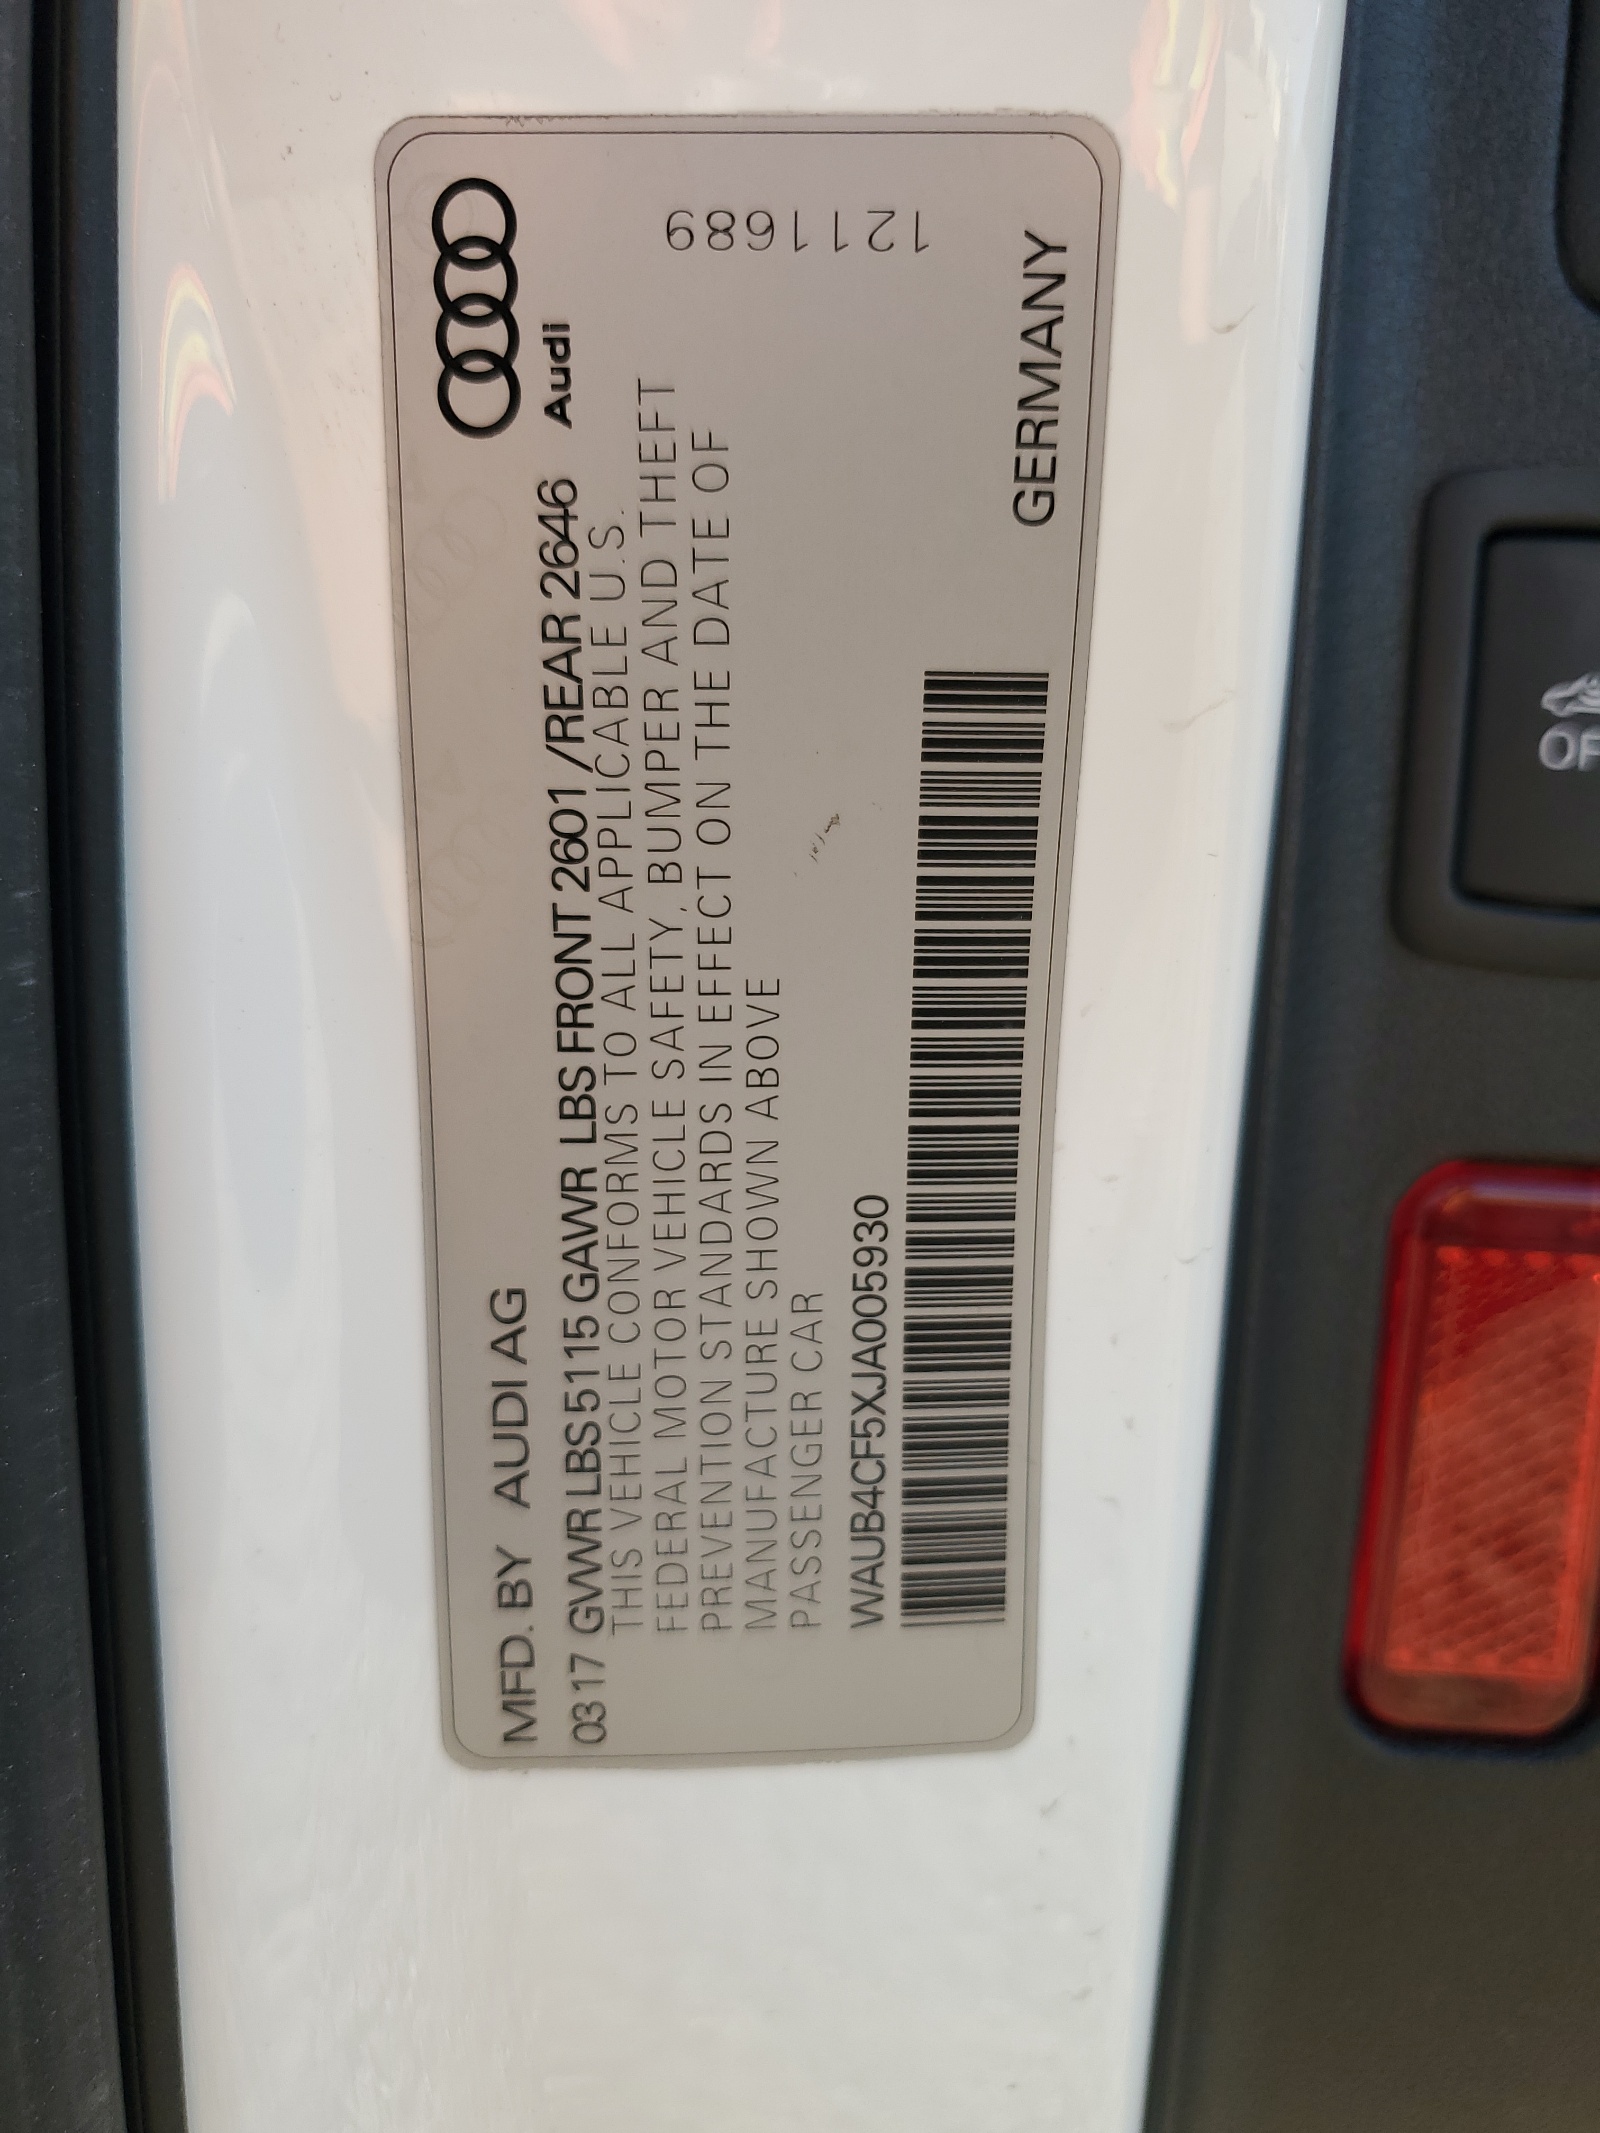 MFD. BY AUDI AG
0317 GVWR LBS 5115 GAWR LBS FRONT 2601 /REAR 2646
Audi
THIS VEHICLE CONFORMS TO ALL APPLICABLE U.S.
FEDERAL MOTOR VEHICLE SAFETY, BUMPER AND THEFT
PREVENTION STANDARDS IN EFFECT ON THE DATE OF
MANUFACTURE SHOWN ABOVE
PASSENGER CAR
1211689
WAUB4CF5XJA005930
GERMANY